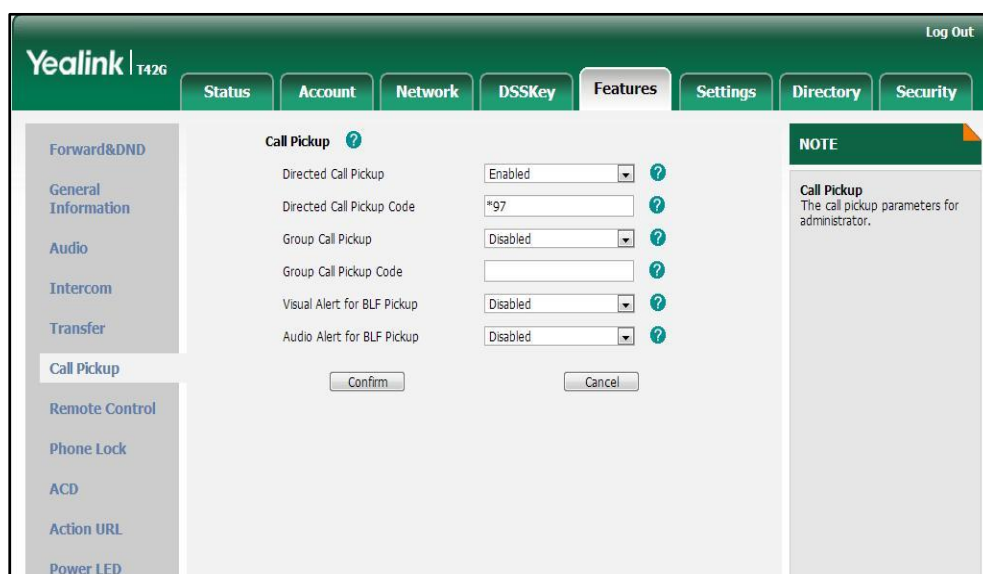 Log Out
Yealink T42G
Status Account Network DSSKey Features Settings Directory Security
Forward&DND
General
Information
Audio
Intercom
Transfer
Call Pickup
Remote Control
Phone Lock
ACD
Action URL
Power LED
Call Pickup ?
Directed Call Pickup Enabled ?
Directed Call Pickup Code *97 ?
Group Call Pickup Disabled ?
Group Call Pickup Code ?
Visual Alert for BLF Pickup Disabled ?
Audio Alert for BLF Pickup Disabled ?
Confirm Cancel
NOTE
Call Pickup
The call pickup parameters for
administrator.